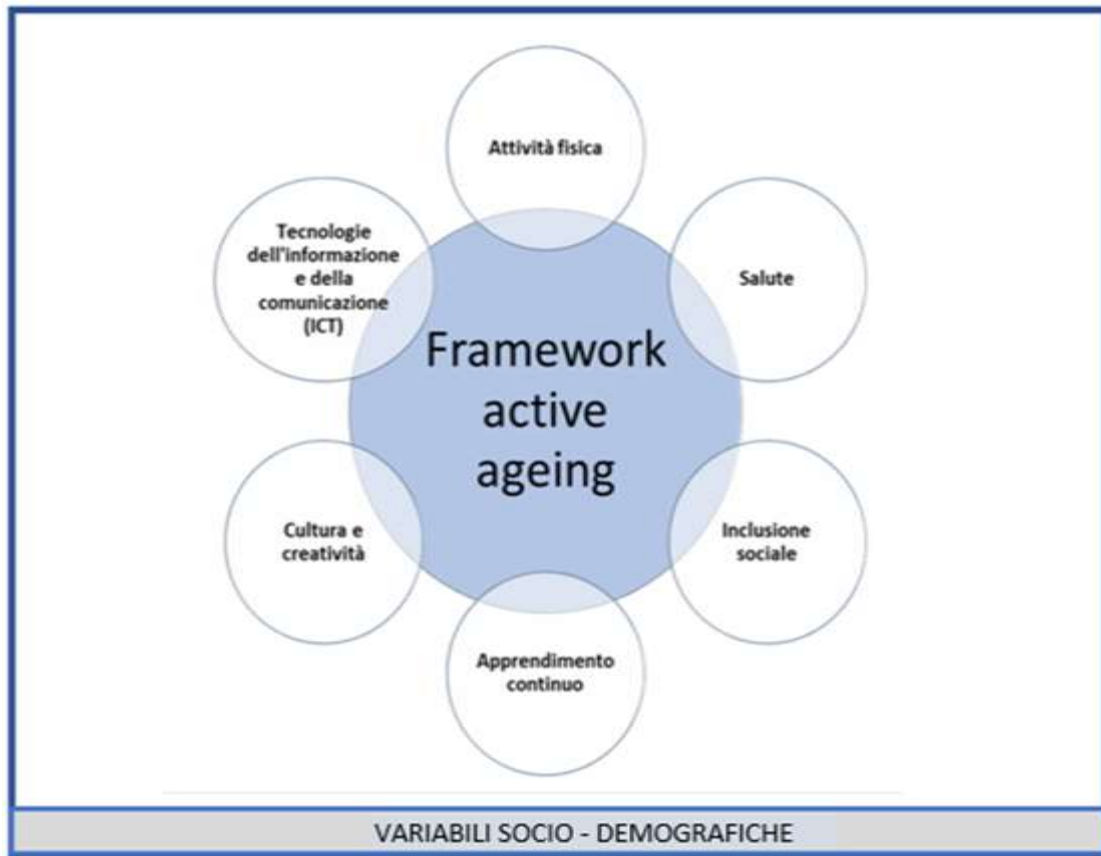 Attività fisica
Tecnologie
dell'informazione
e della
comunicazione
(ICT)
Salute
Framework
active
ageing
Cultura e
creatività
Inclusione
sociale
Apprendimento
continuo
VARIABILI SOCIO - DEMOGRAFICHE